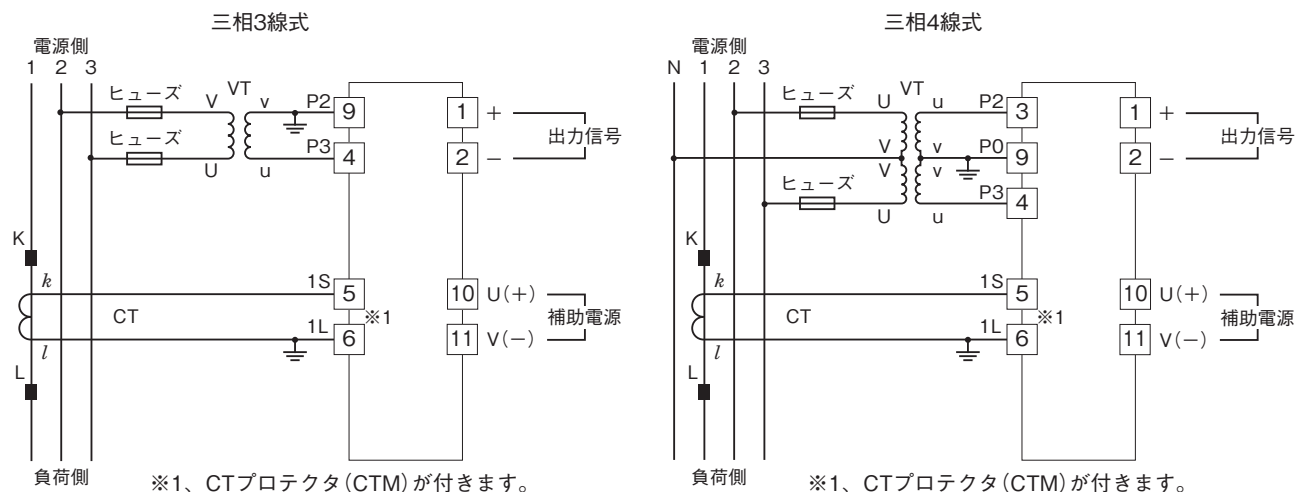 三相3線式
電源側
1 2 3
ヒューズ
V
VT
v
P2
9
1
+
出力信号
ヒューズ
U
u
P3
4
2
−
K
k
1S
5
※1
10
U(+)
補助電源
CT
l
1L
6
11
V(−)
L
負荷側
※1、CTプロテクタ(CTM)が付きます。
三相4線式
電源側
N 1 2 3
ヒューズ
U
VT
u
P2
3
1
+
出力信号
V
v
P0
9
2
−
V
v
ヒューズ
U
u
P3
4
K
k
1S
5
※1
10
U(+)
補助電源
CT
l
1L
6
11
V(−)
L
負荷側
※1、CTプロテクタ(CTM)が付きます。